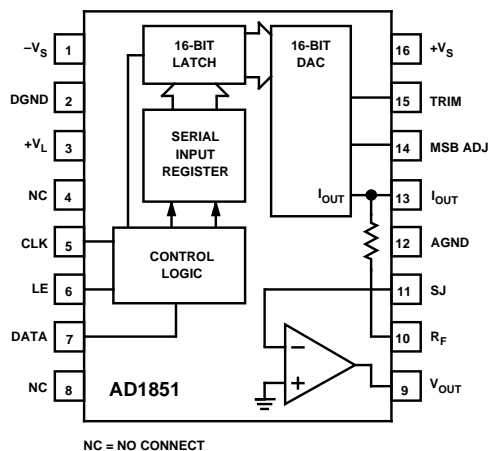 −VS 1
DGND 2
+VL 3
NC 4
CLK 5
LE 6
DATA 7
NC 8
16-BIT
LATCH
16-BIT
DAC
SERIAL
INPUT
REGISTER
CONTROL
LOGIC
IOUT
−
+
AD1851
16 +VS
15 TRIM
14 MSB ADJ
13 IOUT
12 AGND
11 SJ
10 RF
9 VOUT
NC = NO CONNECT